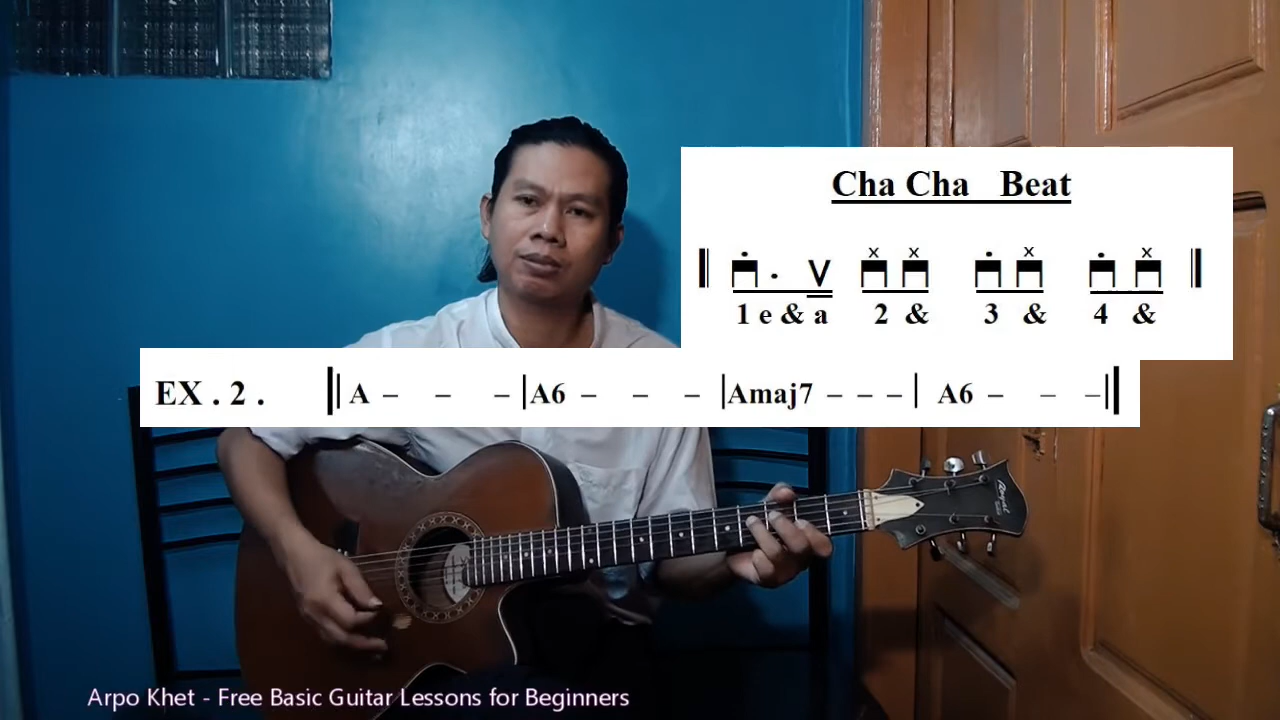 Cha Cha Beat
x x x x
1 e & a 2 & 3 & 4 &
EX . 2 . A – – – A6 – – – Amaj7 – – – A6 – – –
Royal
Arpo Khet - Free Basic Guitar Lessons for Beginners